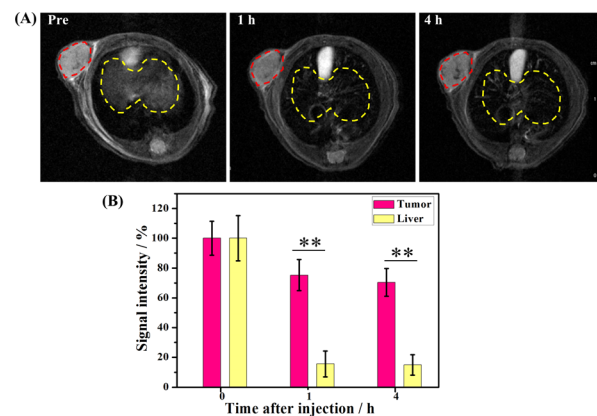 (A)
Pre
1 h
4 h
(B)
Signal intensity / %
120
100
80
60
40
20
0
Tumor
Liver
**
**
0
1
4
Time after injection / h